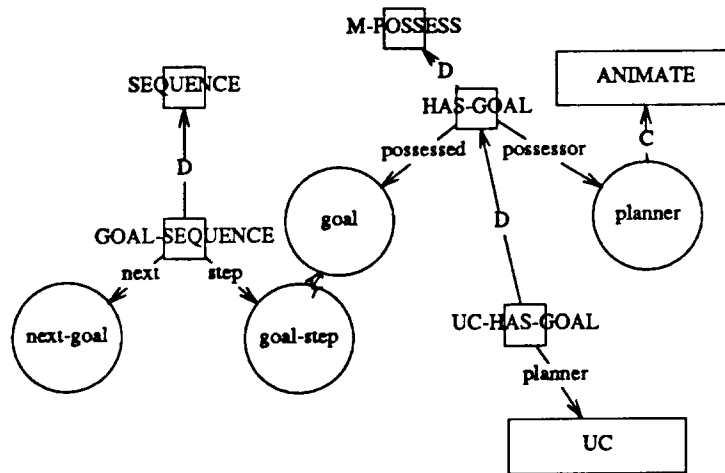 M-POSSESS
D
ANIMATE
SEQUENCE
HAS-GOAL
C
possessed
possessor
D
goal
planner
D
GOAL-SEQUENCE
next
step
next-goal
goal-step
UC-HAS-GOAL
planner
UC